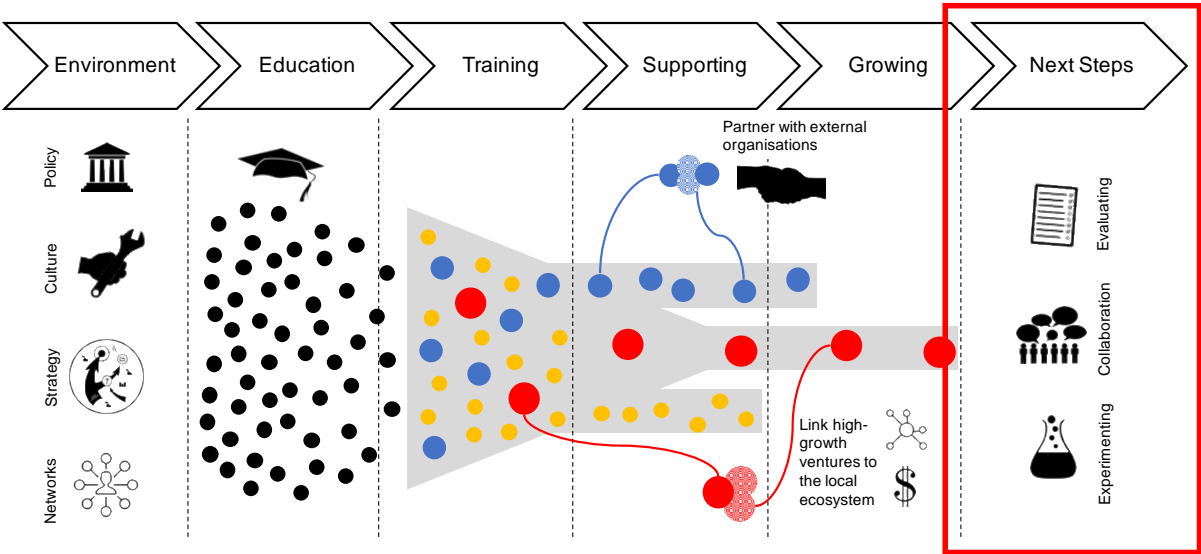 Environment
Education
Training
Supporting
Growing
Next Steps
Policy
Culture
Strategy
Networks
Partner with external
organisations
Link high-
growth
ventures to
the local
ecosystem
$
Evaluating
Collaboration
Experimenting